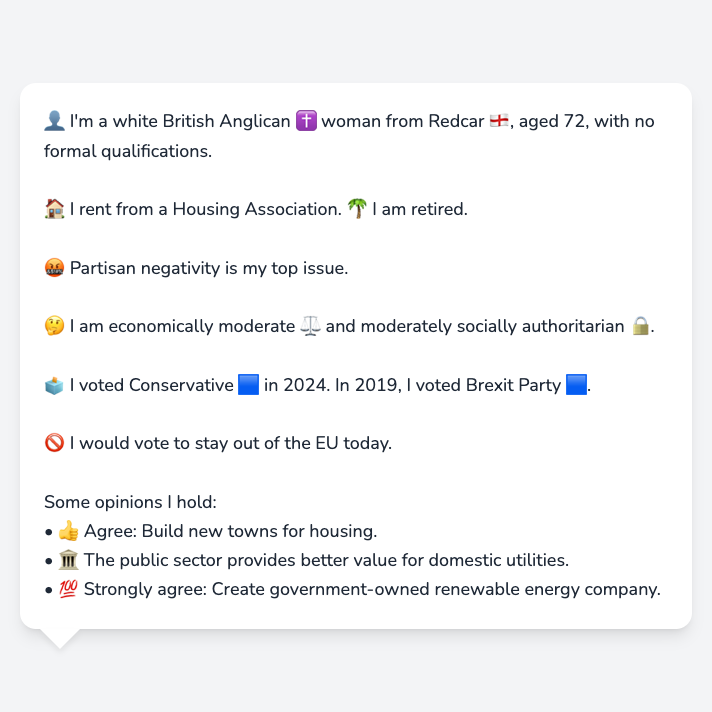 👤 I'm a white British Anglican ✝️ woman from Redcar 🏴󠁧󠁢󠁥󠁮󠁧󠁿, aged 72, with no
formal qualifications.
🏠 I rent from a Housing Association. 🌴 I am retired.
🤬 Partisan negativity is my top issue.
🤔 I am economically moderate ⚖️ and moderately socially authoritarian 🔒.
🗳️ I voted Conservative 🟦 in 2024. In 2019, I voted Brexit Party 🟦.
🚫 I would vote to stay out of the EU today.
Some opinions I hold:
• 👍 Agree: Build new towns for housing.
• 🏛️ The public sector provides better value for domestic utilities.
• 💯 Strongly agree: Create government-owned renewable energy company.